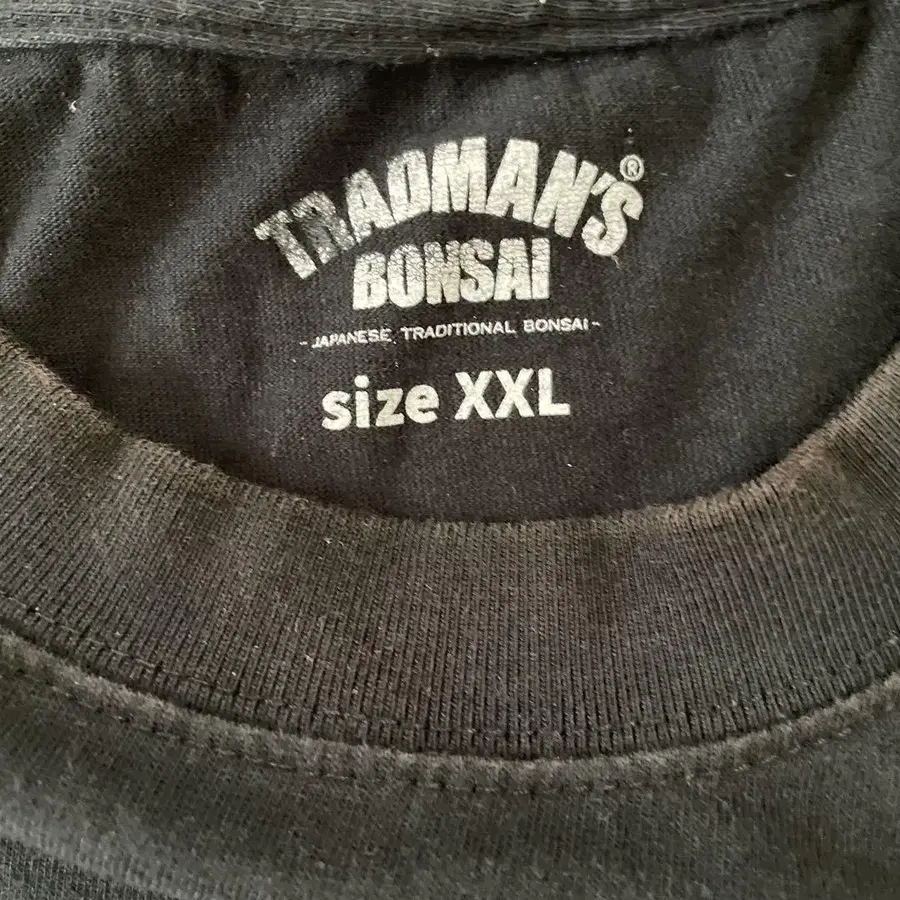 TRADMAN'S®
BONSAI
- JAPANESE TRADITIONAL BONSAI -
size XXL